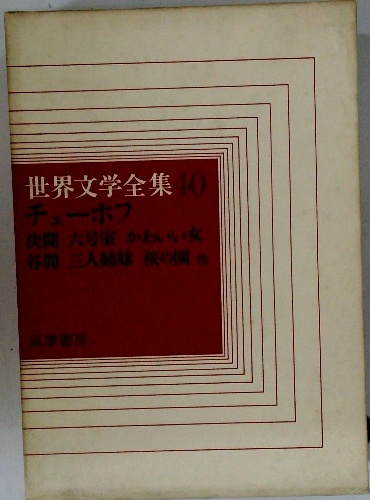 世界文学全集 40
チェーホフ
決闘 六号室 かわいい女
谷間 三人姉妹 桜の園 他
筑摩書房